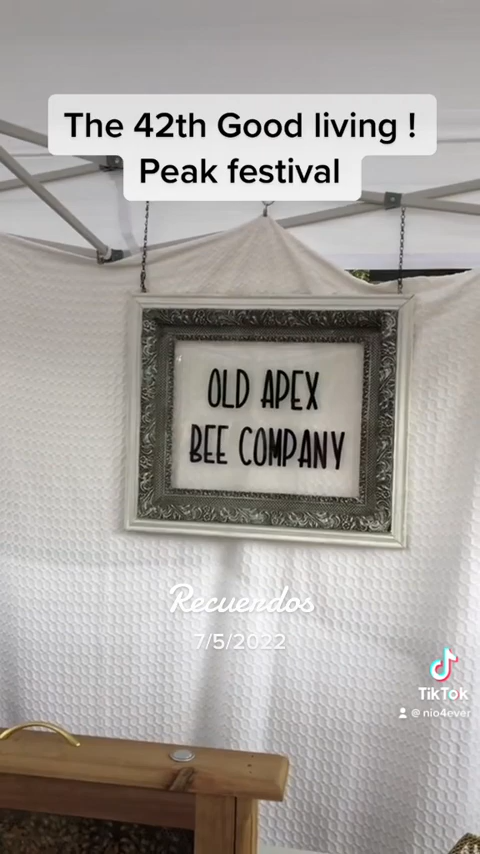 The 42th Good living !
Peak festival
OLD APEX
BEE COMPANY
Recuerdos
7/5/2022
TikTok
@ nio4ever